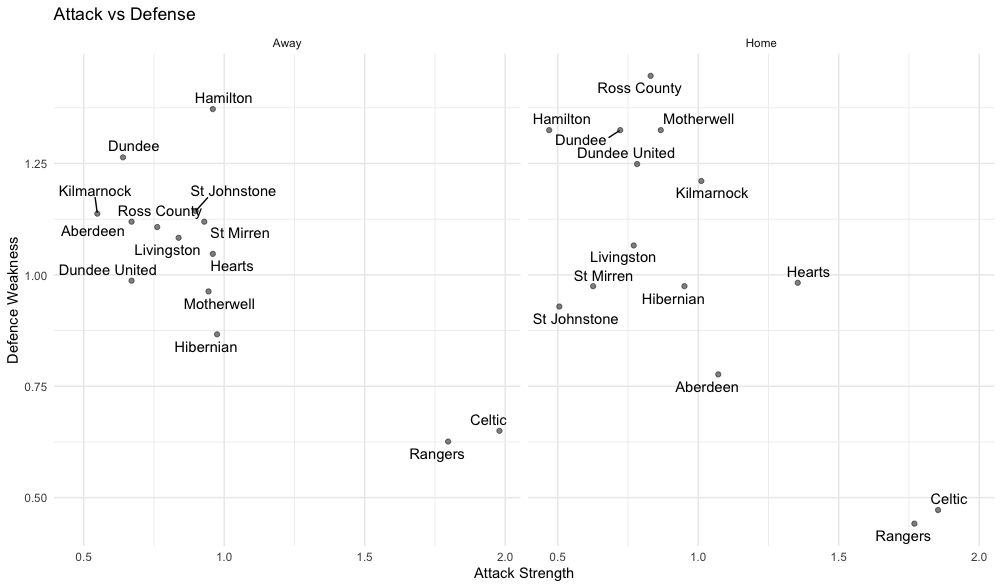 Attack vs Defense
Away
Home
Hamilton
Dundee
Kilmarnock
St Johnstone
Ross County
Aberdeen
St Mirren
Livingston
Hearts
Dundee United
Motherwell
Hibernian
Celtic
Rangers
Ross County
Hamilton
Motherwell
Dundee
Dundee United
Kilmarnock
Livingston
St Mirren
Hearts
Hibernian
St Johnstone
Aberdeen
Celtic
Rangers
1.25
1.00
0.75
0.50
Defence Weakness
0.5
1.0
1.5
2.0
0.5
1.0
1.5
2.0
Attack Strength